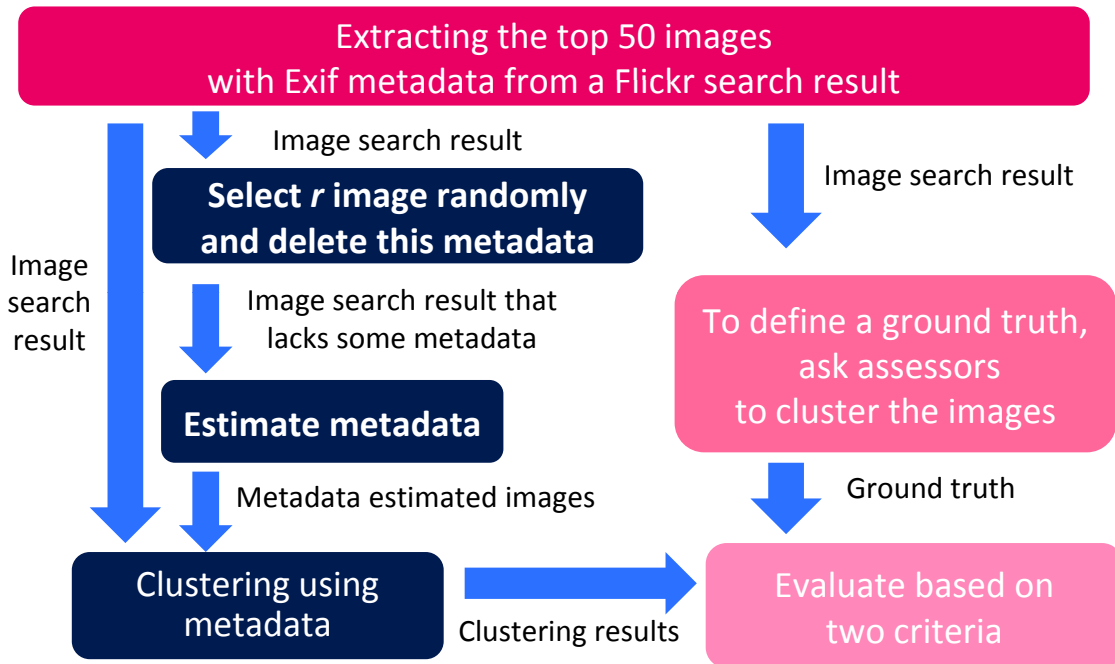 Extracting the top 50 images
with Exif metadata from a Flickr search result
Image search result
Select r image randomly
and delete this metadata
Image search result
Image
search
result
Image search result that
lacks some metadata
To define a ground truth,
ask assessors
to cluster the images
Estimate metadata
Metadata estimated images
Ground truth
Clustering using
metadata
Clustering results
Evaluate based on
two criteria